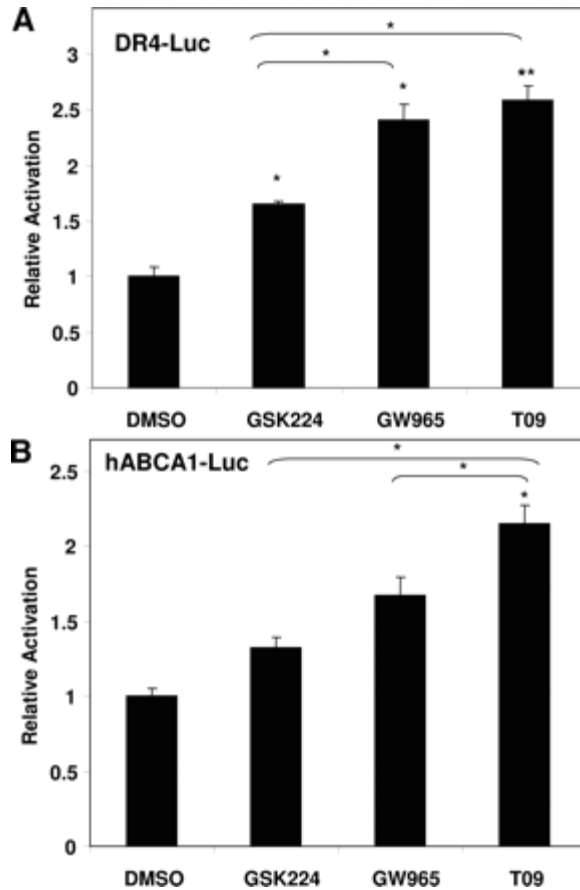 A
DR4-Luc
*
*
*
*
**
3
2.5
2
1.5
1
0.5
0
Relative Activation
DMSO GSK224 GW965 T09
B
hABCA1-Luc
*
*
*
2.5
2
1.5
1
0.5
0
Relative Activation
DMSO GSK224 GW965 T09